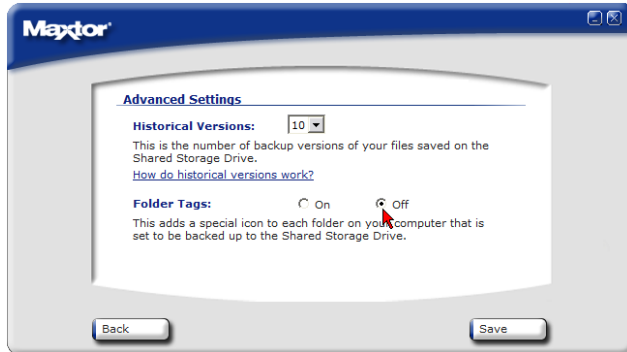 Maxtor
Advanced Settings
Historical Versions: 10
This is the number of backup versions of your files saved on the
Shared Storage Drive.
How do historical versions work?
Folder Tags: On Off
This adds a special icon to each folder on your computer that is
set to be backed up to the Shared Storage Drive.
Back Save